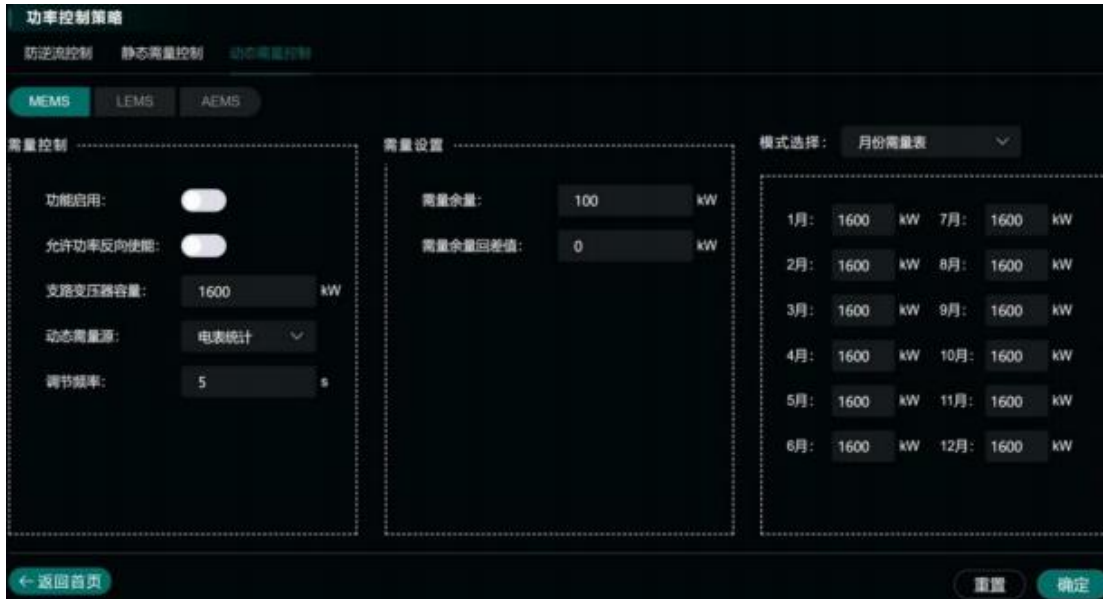 功率控制策略
防逆流控制 静态需量控制 动态需量控制
MEMS LEMS AEMS
需量控制
功能启用:
允许功率反向使能:
支路变压器容量: 1600 kW
动态需量源: 电表统计
调节频率: 5 s
需量设置
需量余量: 100 kW
需量余量回差值: 0 kW
模式选择: 月份需量表
1月: 1600 kW 7月: 1600 kW
2月: 1600 kW 8月: 1600 kW
3月: 1600 kW 9月: 1600 kW
4月: 1600 kW 10月: 1600 kW
5月: 1600 kW 11月: 1600 kW
6月: 1600 kW 12月: 1600 kW
←返回首页 重置 确定